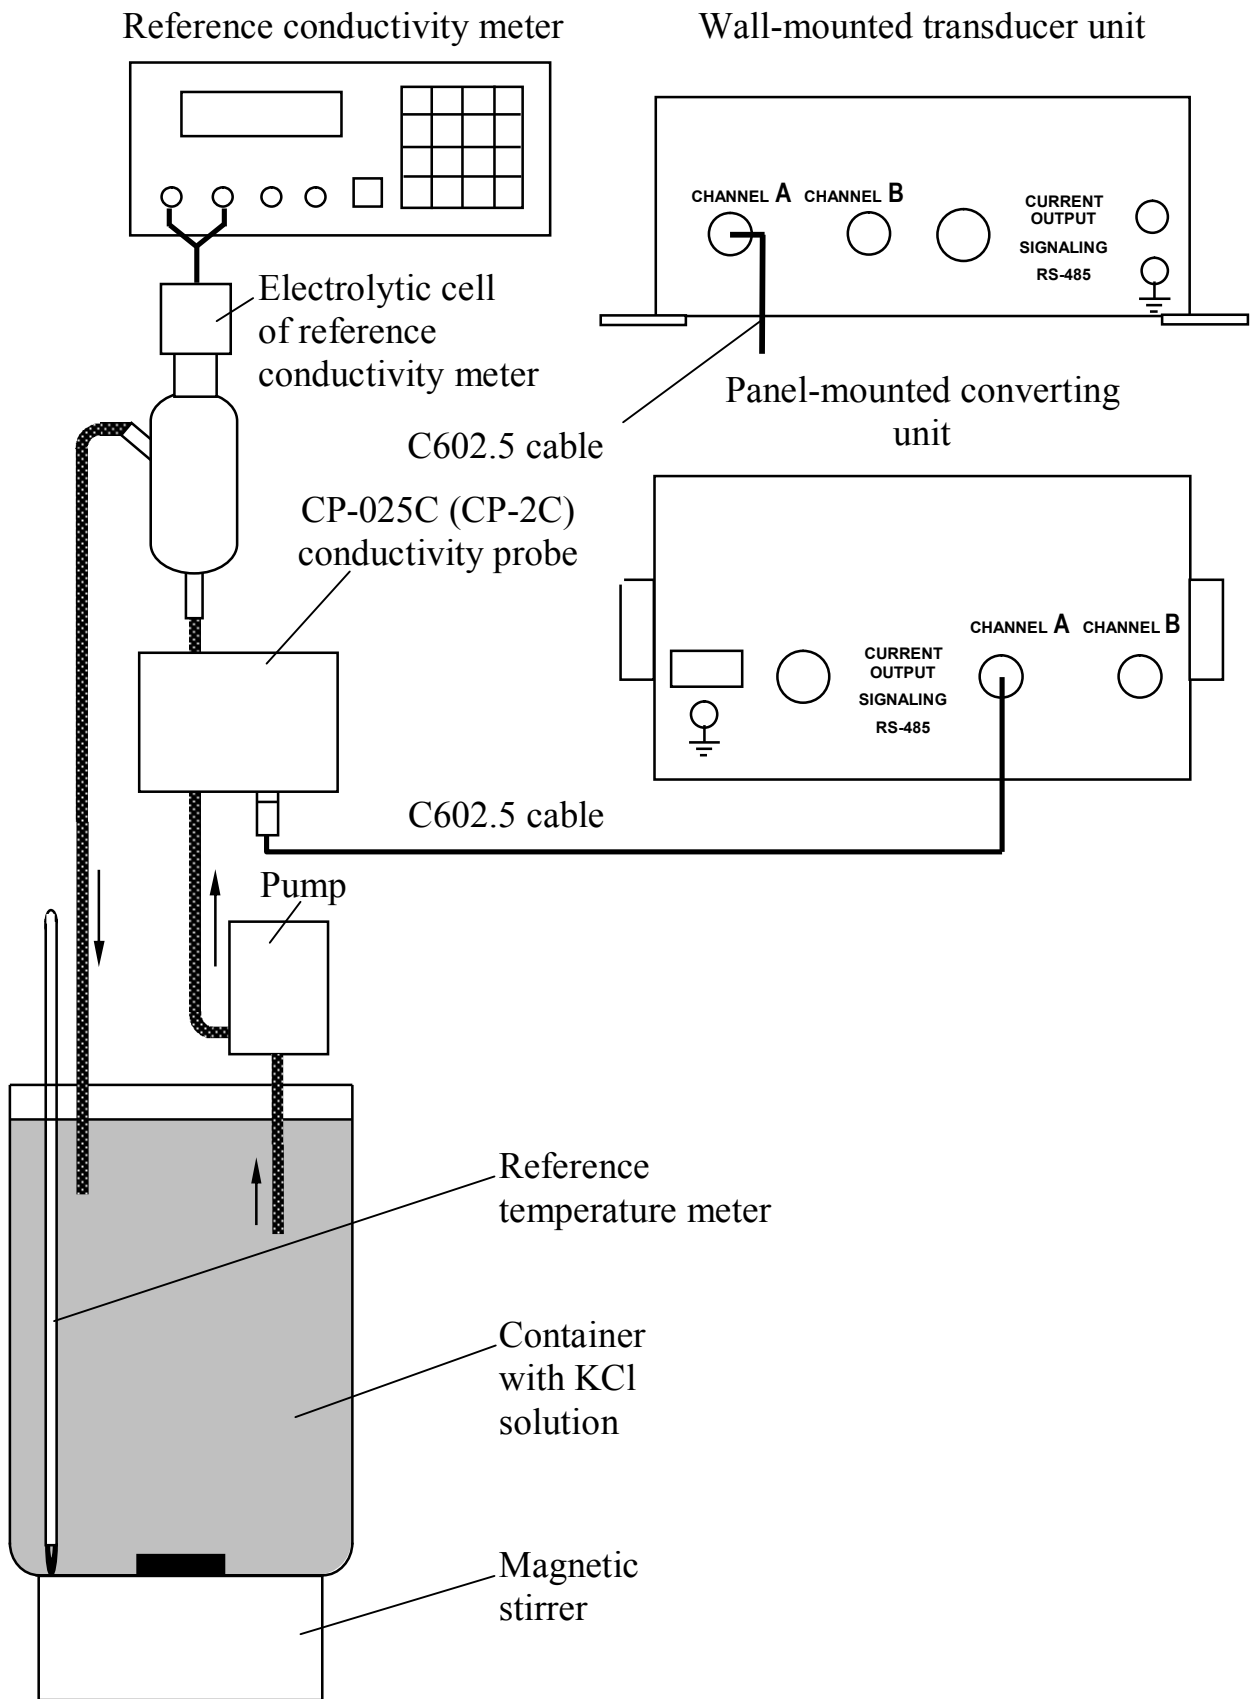 Reference conductivity meter
Wall-mounted transducer unit
CHANNEL A
CHANNEL B
CURRENT
OUTPUT
SIGNALING
RS-485
Electrolytic cell
of reference
conductivity meter
Panel-mounted converting
unit
C602.5 cable
CP-025C (CP-2C)
conductivity probe
CHANNEL A
CHANNEL B
CURRENT
OUTPUT
SIGNALING
RS-485
C602.5 cable
Pump
Reference
temperature meter
Container
with KCl
solution
Magnetic
stirrer